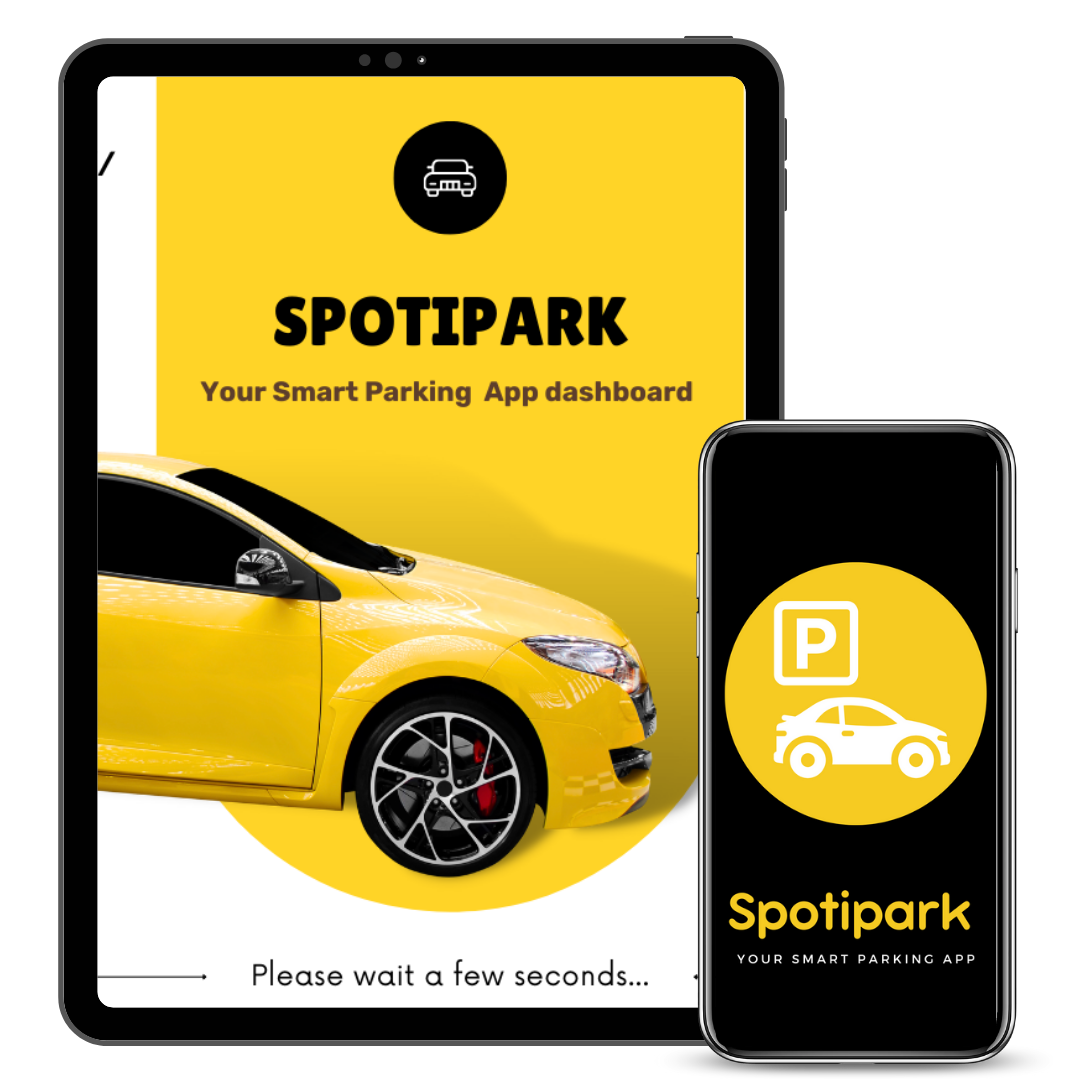 /
SPOTIPARK
Your Smart Parking App dashboard
Please wait a few seconds...
P
Spotipark
YOUR SMART PARKING APP